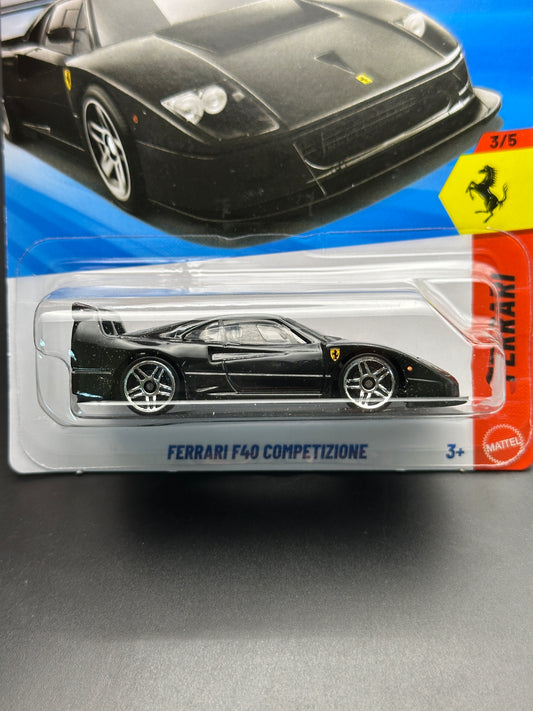 3/5
FERRARI
FERRARI F40 COMPETIZIONE
3+
MATTEL